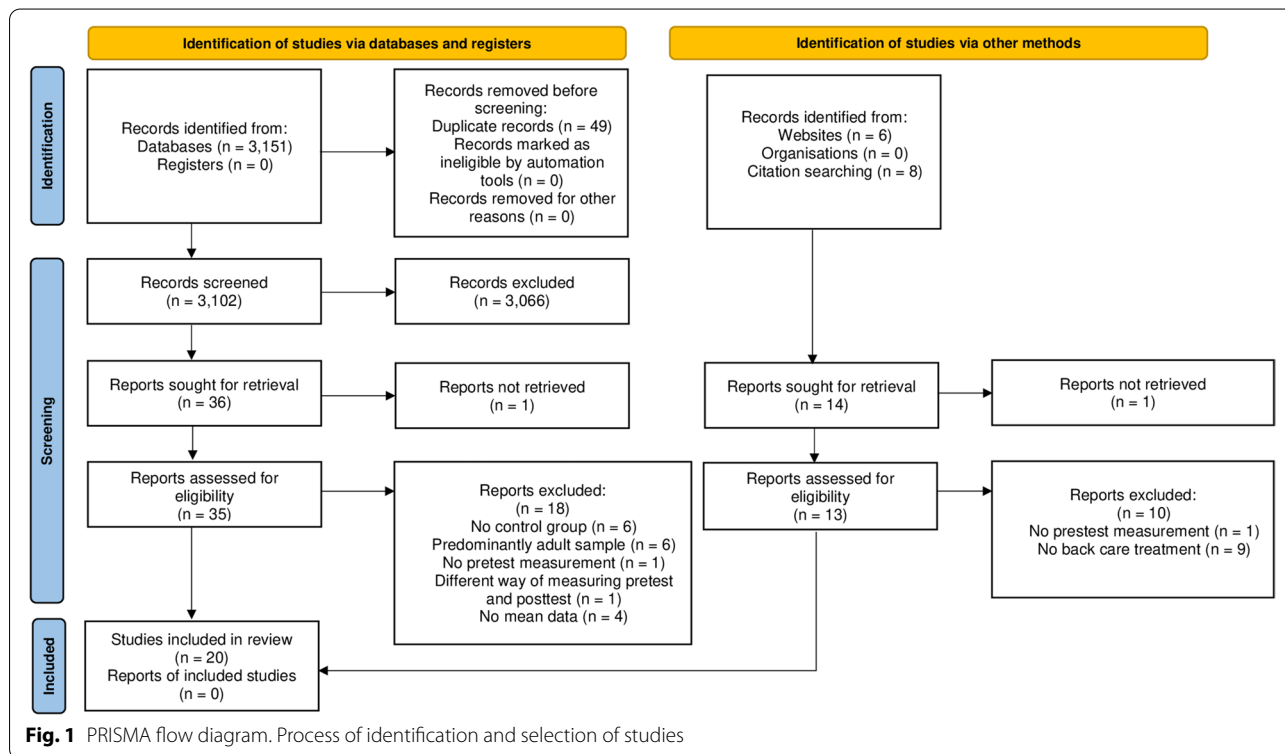 Identification of studies via databases and registers
Identification of studies via other methods
Identification
Records identified from:
Databases (n = 3,151)
Registers (n = 0)
Records removed before
screening:
Duplicate records (n = 49)
Records marked as
ineligible by automation
tools (n = 0)
Records removed for other
reasons (n = 0)
Records identified from:
Websites (n = 6)
Organisations (n = 0)
Citation searching (n = 8)
Screening
Records screened
(n = 3,102)
Records excluded
(n = 3,066)
Reports sought for retrieval
(n = 36)
Reports not retrieved
(n = 1)
Reports sought for retrieval
(n = 14)
Reports not retrieved
(n = 1)
Reports assessed for
eligibility
(n = 35)
Reports excluded:
(n = 18)
No control group (n = 6)
Predominantly adult sample (n = 6)
No pretest measurement (n = 1)
Different way of measuring pretest
and posttest (n = 1)
No mean data (n = 4)
Reports assessed for
eligibility
(n = 13)
Reports excluded:
(n = 10)
No prestest measurement (n = 1)
No back care treatment (n = 9)
Included
Studies included in review
(n = 20)
Reports of included studies
(n = 0)
Fig. 1 PRISMA flow diagram. Process of identification and selection of studies